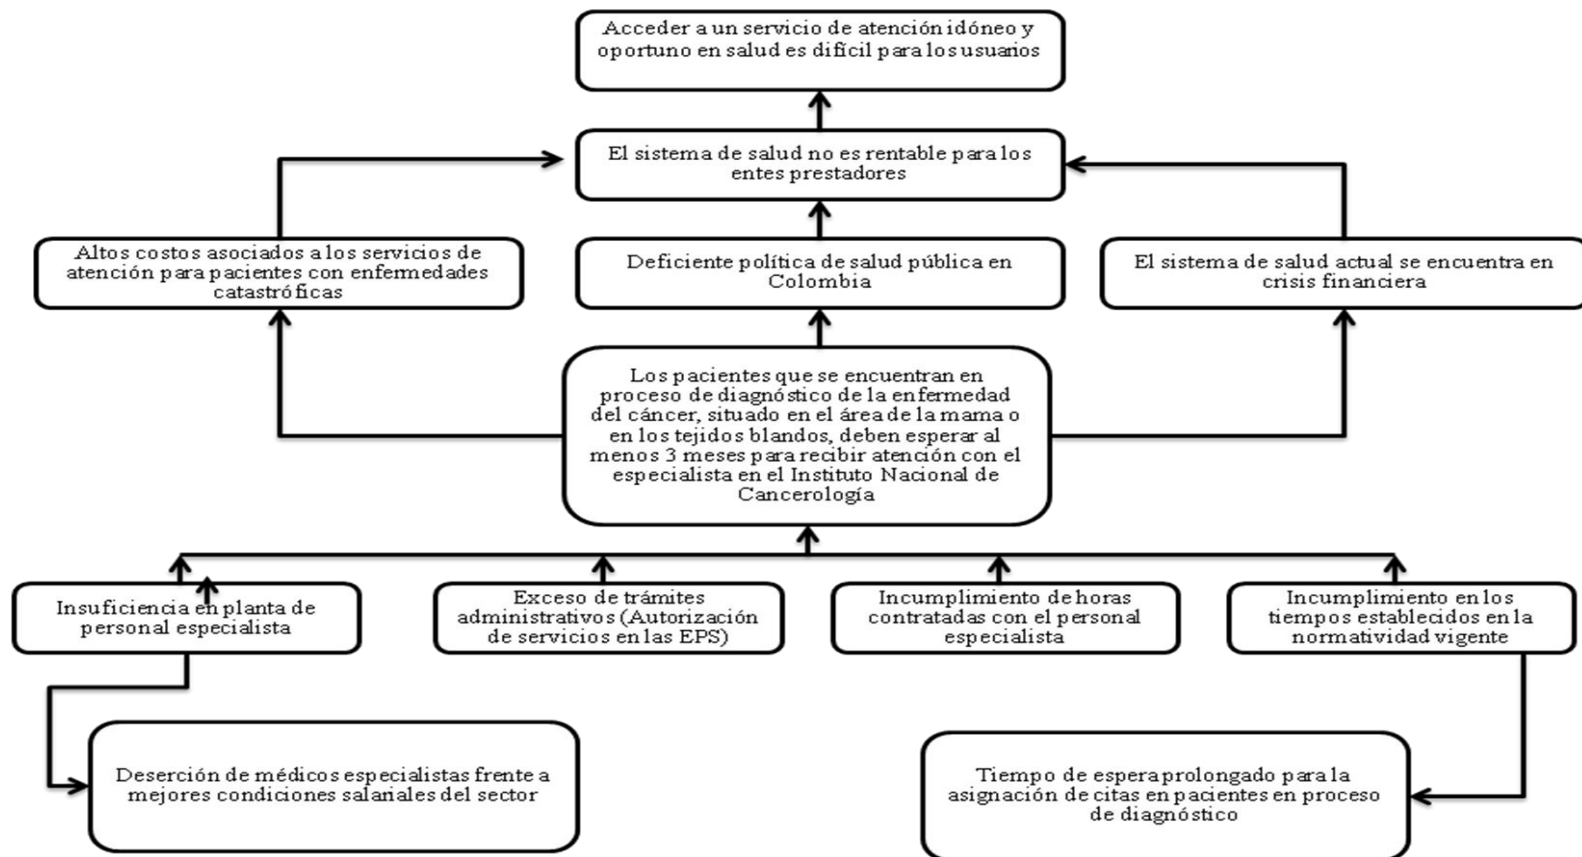 Acceder a un servicio de atención idóneo y
oportuno en salud es difícil para los usuarios
El sistema de salud no es rentable para los
entes prestadores
Altos costos asociados a los servicios de
atención para pacientes con enfermedades
catastróficas
Deficiente política de salud pública en
Colombia
El sistema de salud actual se encuentra en
crisis financiera
Los pacientes que se encuentran en
proceso de diagnóstico de la enfermedad
del cáncer, situado en el área de la mama o
en los tejidos blandos, deben esperar al
menos 3 meses para recibir atención con el
especialista en el Instituto Nacional de
Cancerología
Insuficiencia en planta de
personal especialista
Exceso de trámites
administrativos (Autorización
de servicios en las EPS)
Incumplimiento de horas
contratadas con el personal
especialista
Incumplimiento en los
tiempos establecidos en la
normatividad vigente
Deserción de médicos especialistas frente a
mejores condiciones salariales del sector
Tiempo de espera prolongado para la
asignación de citas en pacientes en proceso
de diagnóstico